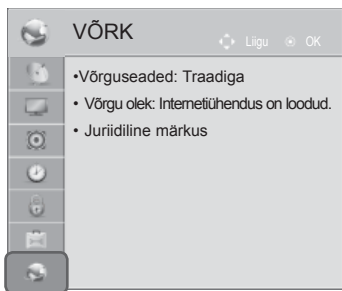 VÕRK
Liigu OK
•Võrguseaded: Traadiga
• Võrgu olek: Internetiühendus on loodud.
• Juriidiline märkus